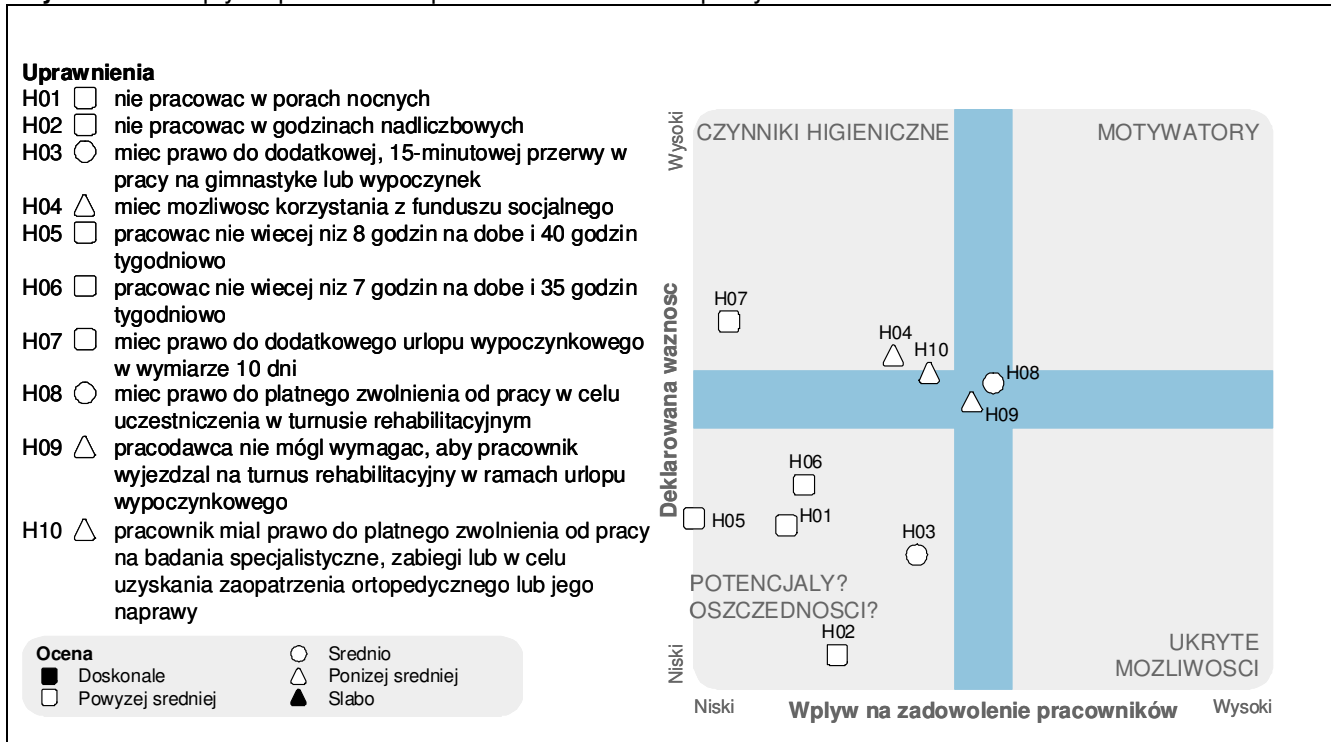 Uprawnienia
H01 nie pracowac w porach nocnych
H02 nie pracowac w godzinach nadliczbowych
H03 miec prawo do dodatkowej, 15-minutowej przerwy w
pracy na gimnastyke lub wypoczynek
H04 miec mozliwosc korzystania z funduszu socjalnego
H05 pracowac nie wiecej niz 8 godzin na dobe i 40 godzin
tygodniowo
H06 pracowac nie wiecej niz 7 godzin na dobe i 35 godzin
tygodniowo
H07 miec prawo do dodatkowego urlopu wypoczynkowego
w wymiarze 10 dni
H08 miec prawo do platnego zwolnienia od pracy w celu
uczestniczenia w turnusie rehabilitacyjnym
H09 pracodawca nie mógl wymagac, aby pracownik
wyjezdzal na turnus rehabilitacyjny w ramach urlopu
wypoczynkowego
H10 pracownik mial prawo do platnego zwolnienia od pracy
na badania specjalistyczne, zabiegi lub w celu
uzyskania zaopatrzenia ortopedycznego lub jego
naprawy
Ocena
Doskonale
Powyzej sredniej
Srednio
Ponizej sredniej
Slabo
Wysoki
Deklarowana waznosc
Niski
CZYNNIKI HIGIENICZNE
MOTYWATORY
H07
H04
H10
H08
H09
H06
H05
H01
H03
POTENCJALY?
OSZCZEDNOSCI?
H02
UKRYTE
MOZLIWOSCI
Niski
Wplyw na zadowolenie pracowników
Wysoki